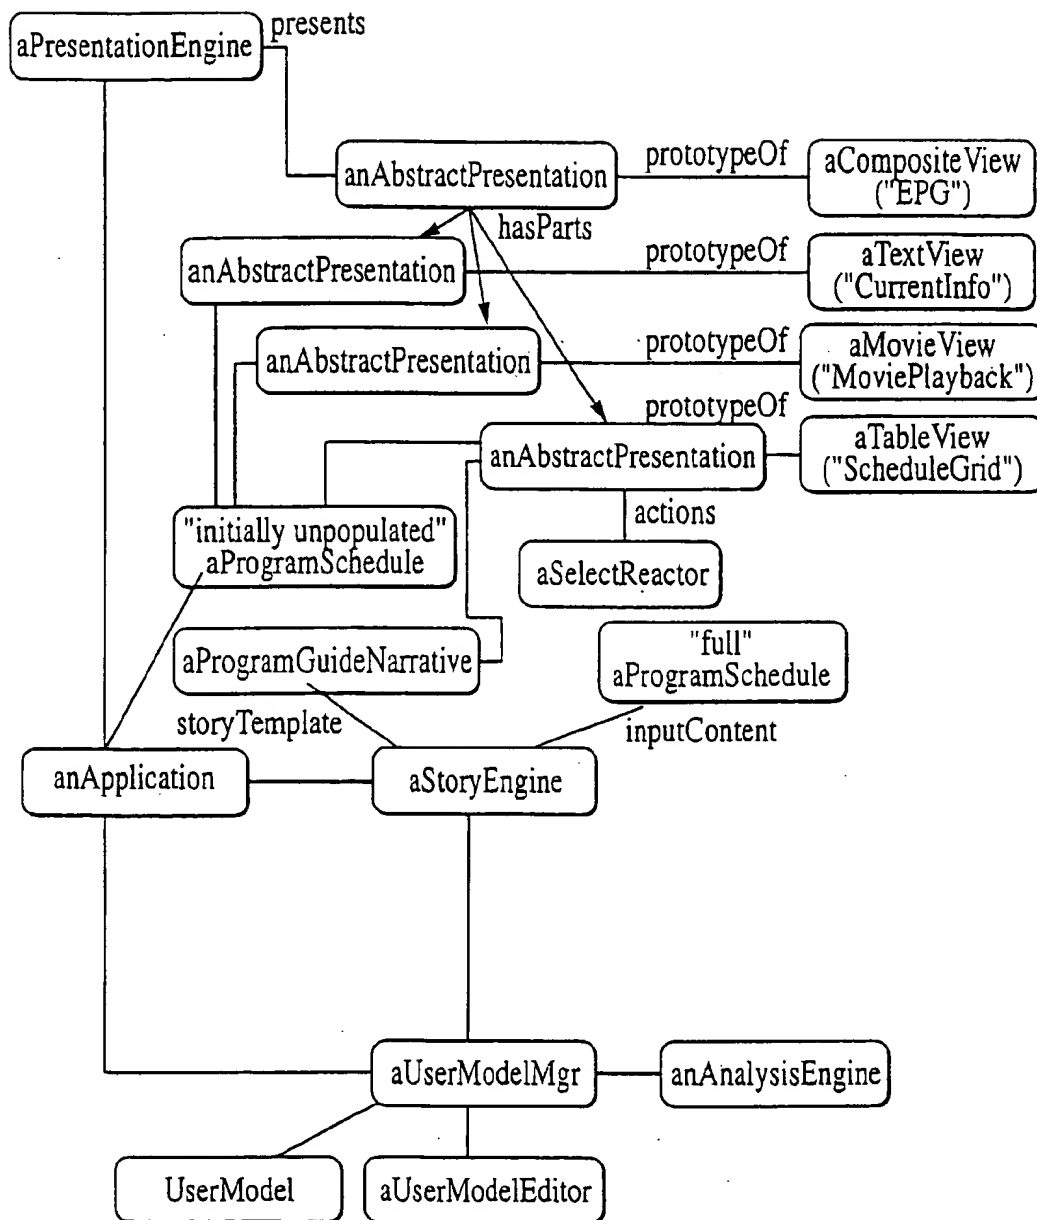 presents
aPresentationEngine
prototypeOf
aCompositeView
("EPG")
anAbstractPresentation
hasParts
prototypeOf
aTextView
("CurrentInfo")
anAbstractPresentation
prototypeOf
aMovieView
("MoviePlayback")
anAbstractPresentation
prototypeOf
aTableView
("ScheduleGrid")
anAbstractPresentation
actions
"initially unpopulated"
aProgramSchedule
aSelectReactor
"full"
aProgramSchedule
aProgramGuideNarrative
storyTemplate
inputContent
anApplication
aStoryEngine
aUserModelMgr
anAnalysisEngine
UserModel
aUserModelEditor